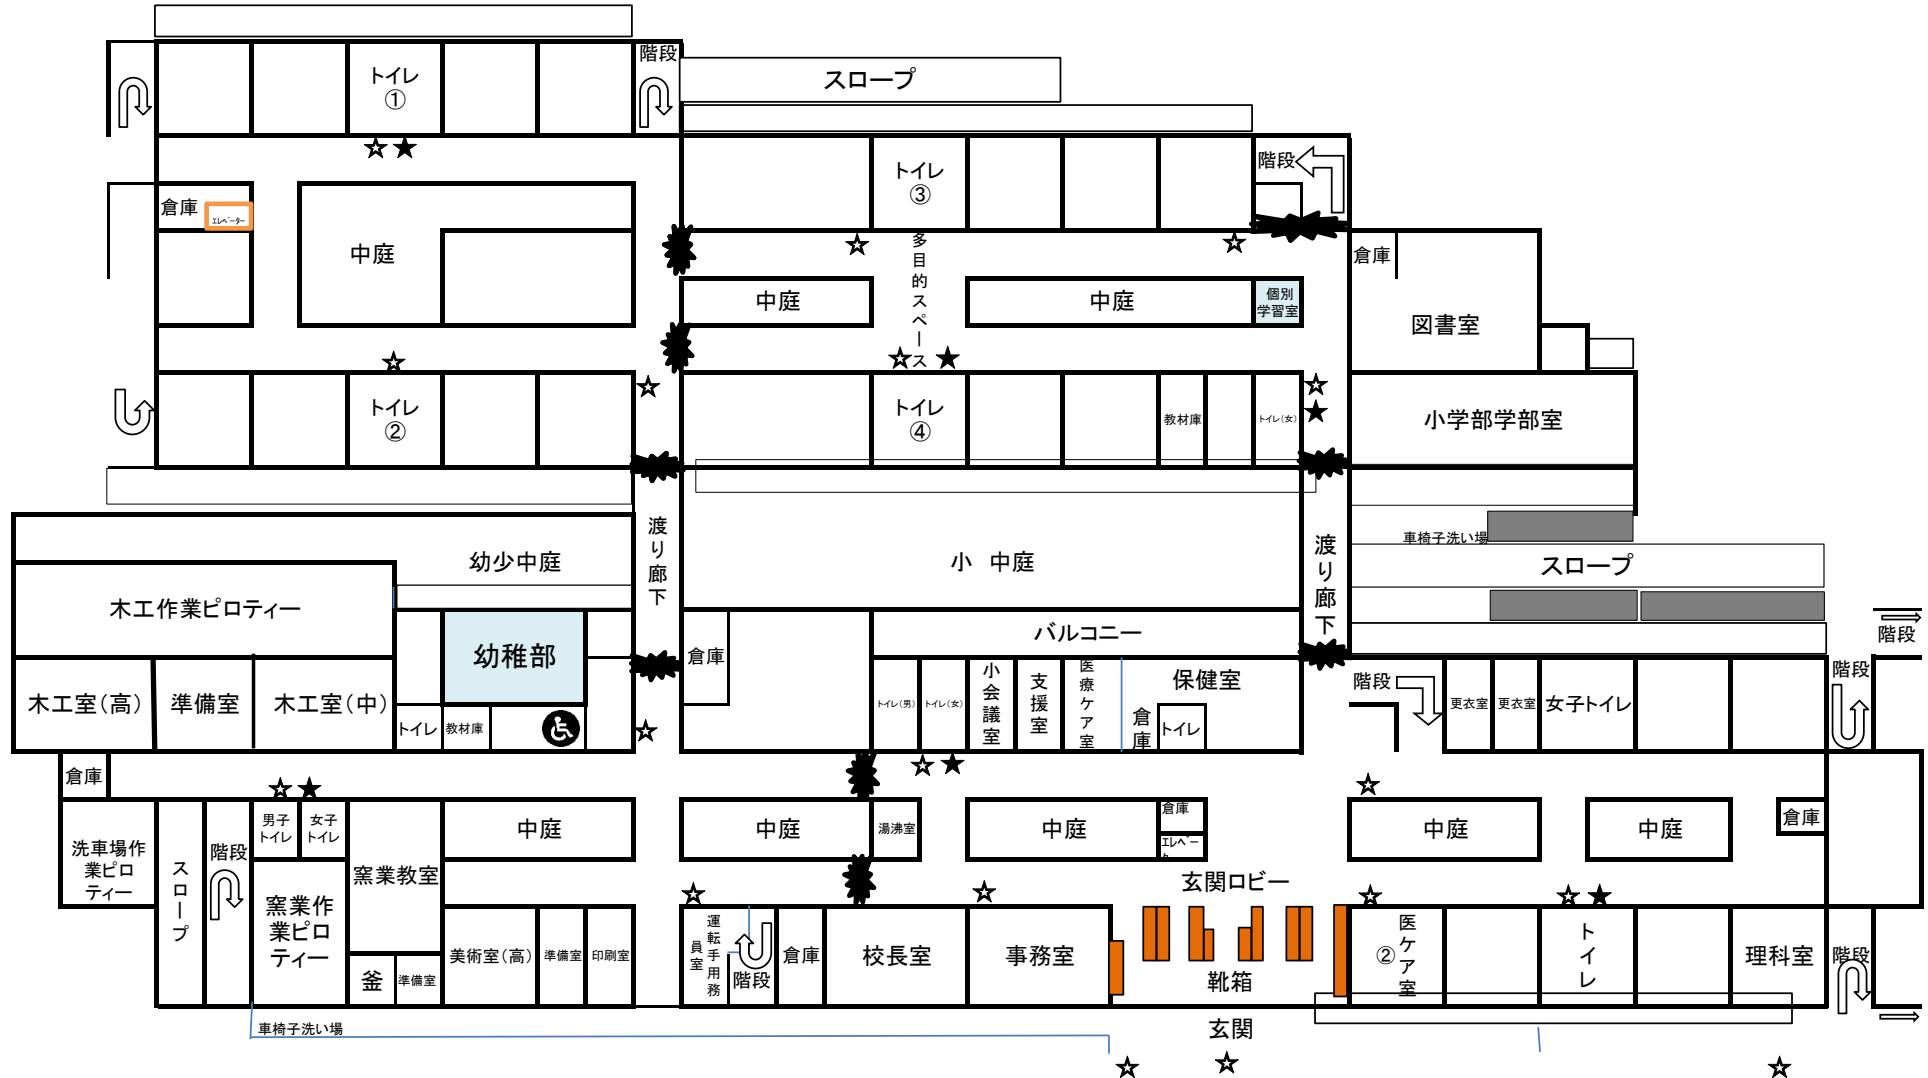 階段
トイレ
①
スロープ
階段
トイレ
③
倉庫
エレベーター
中庭
多目的スペース
倉庫
中庭
中庭
個別
学習室
図書室
トイレ
②
トイレ
④
教材庫
トイレ(女)
小学部学部室
渡り廊下
渡り廊下
車椅子洗い場
幼少中庭
小 中庭
スロープ
木工作業ピロティー
バルコニー
階段
幼稚部
倉庫
小会議室
支援室
医療ケア室
保健室
階段
階段
木工室(高)
準備室
木工室(中)
トイレ(男)
トイレ(女)
更衣室
更衣室
女子トイレ
トイレ
教材庫
倉庫
トイレ
倉庫
男子
トイレ
女子
トイレ
中庭
中庭
湯沸室
中庭
倉庫
エレベータ
中庭
中庭
倉庫
洗車場作
業ピロ
ティー
スロープ
階段
窯業教室
玄関ロビー
窯業作
業ピロ
ティー
美術室(高)
準備室
印刷室
運転手用務
員室
階段
倉庫
校長室
事務室
医ケア室
②
トイレ
理科室
階段
釜
準備室
靴箱
車椅子洗い場
玄関